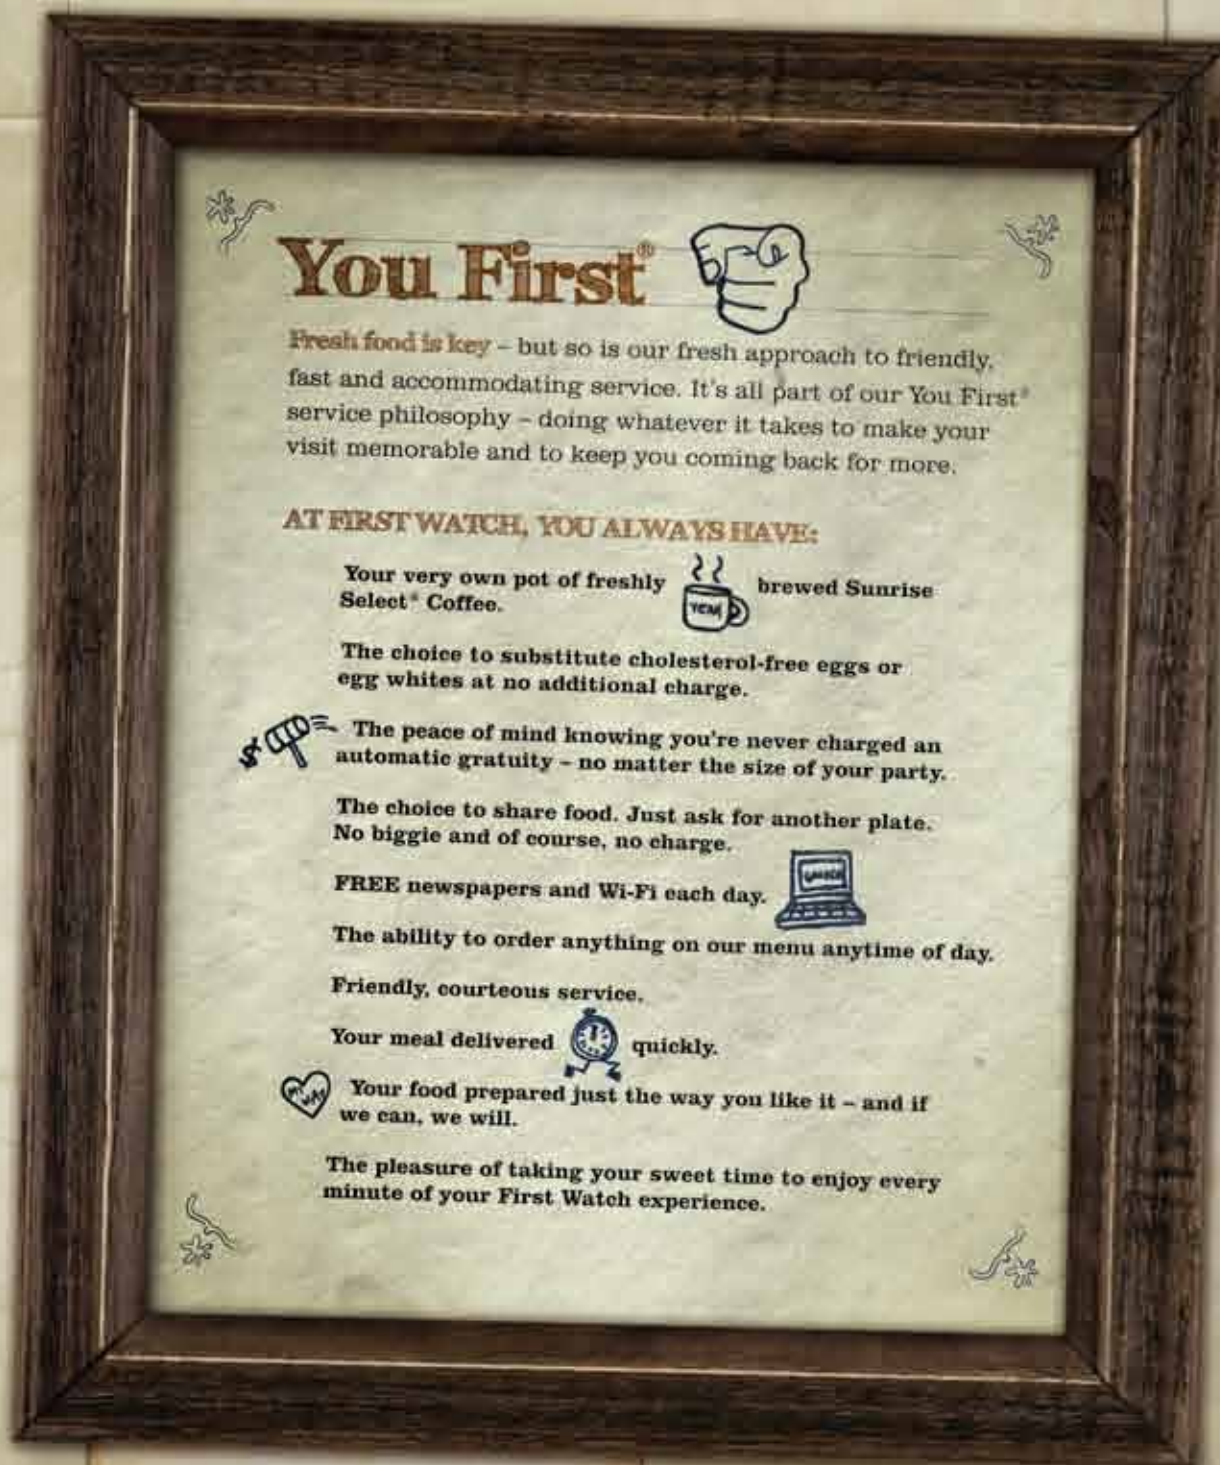 You First®
Fresh food is key – but so is our fresh approach to friendly,
fast and accommodating service. It's all part of our You First®
service philosophy – doing whatever it takes to make your
visit memorable and to keep you coming back for more.
AT FIRST WATCH, YOU ALWAYS HAVE:
Your very own pot of freshly brewed Sunrise
Select® Coffee.
The choice to substitute cholesterol-free eggs or
egg whites at no additional charge.
$ The peace of mind knowing you're never charged an
automatic gratuity – no matter the size of your party.
The choice to share food. Just ask for another plate.
No biggie and of course, no charge.
FREE newspapers and Wi-Fi each day.
The ability to order anything on our menu anytime of day.
Friendly, courteous service.
Your meal delivered quickly.
MY
WAY
Your food prepared just the way you like it – and if
we can, we will.
The pleasure of taking your sweet time to enjoy every
minute of your First Watch experience.